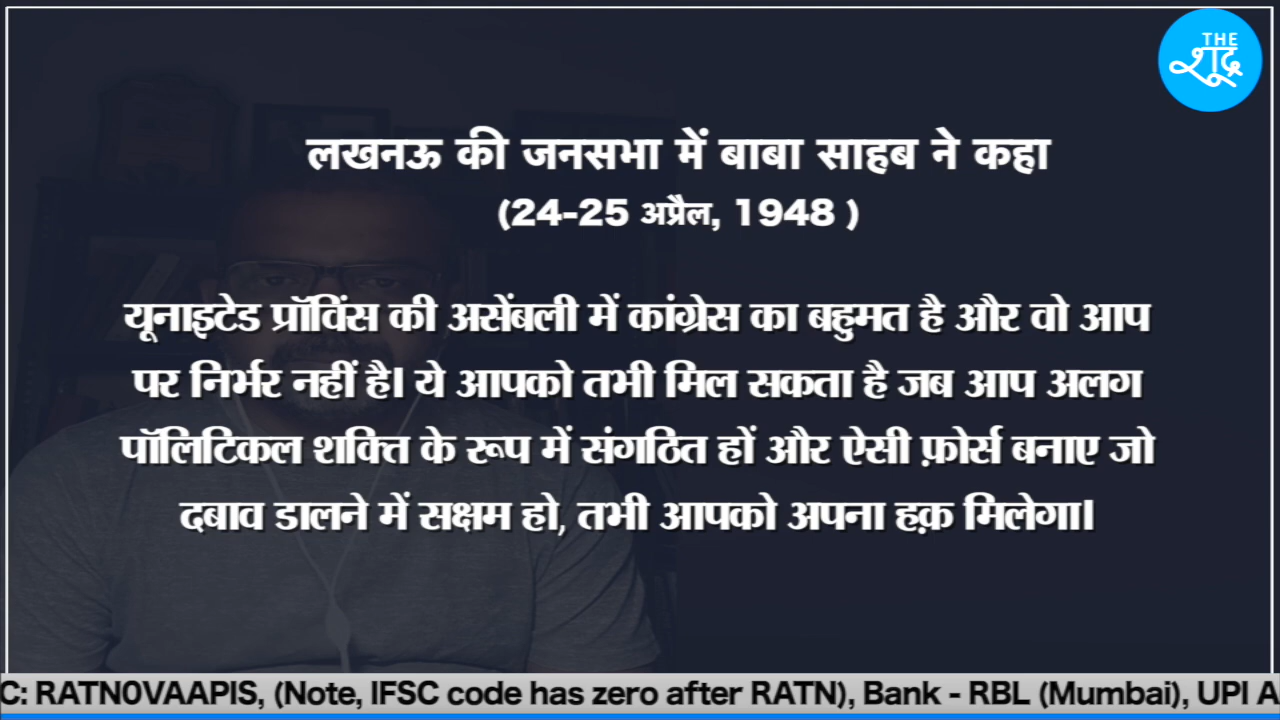 THE
शूद्र
लखनऊ की जनसभा में बाबा साहब ने कहा
(24-25 अप्रैल, 1948 )
यूनाइटेड प्रॉविंस की असेंबली में कांग्रेस का बहुमत है और वो आप
पर निर्भर नहीं है। ये आपको तभी मिल सकता है जब आप अलग
पॉलिटिकल शक्ति के रूप में संगठित हों और ऐसी फ़ोर्स बनाए जो
दबाव डालने में सक्षम हो, तभी आपको अपना हक़ मिलेगा।
C: RATN0VAAPIS, (Note, IFSC code has zero after RATN), Bank - RBL (Mumbai), UPI A